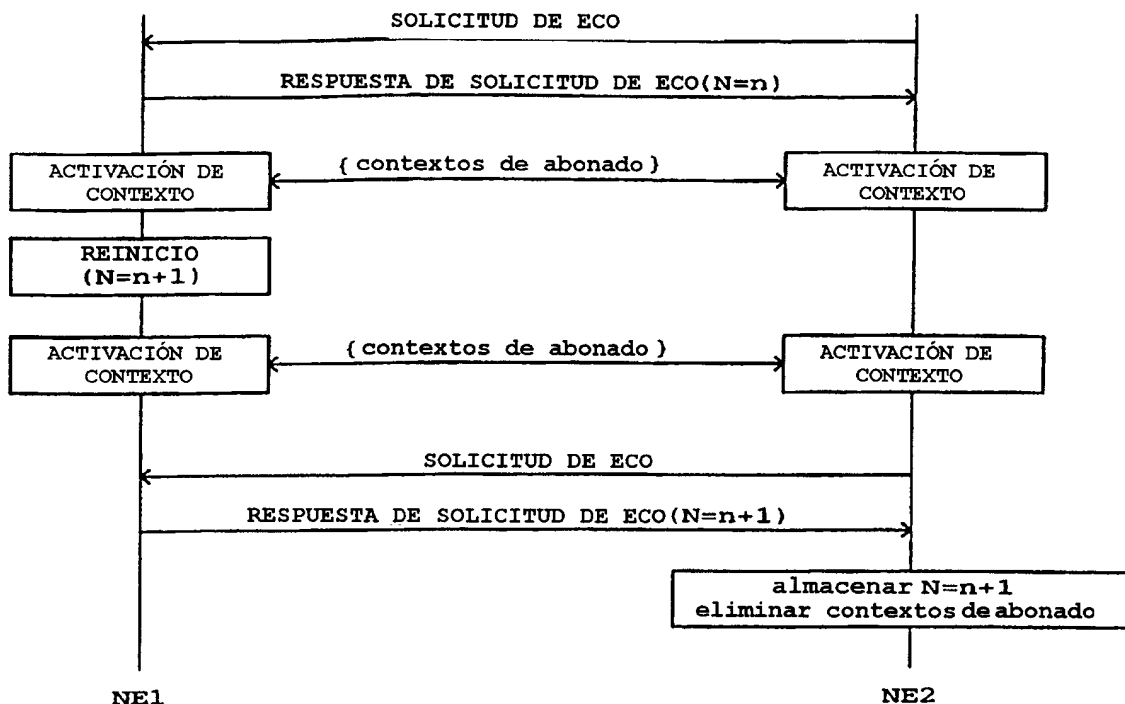 SOLICITUD DE ECO
RESPUESTA DE SOLICITUD DE ECO(N=n)
ACTIVACIÓN DE
CONTEXTO
{contextos de abonado}
ACTIVACIÓN DE
CONTEXTO
REINICIO
(N=n+1)
ACTIVACIÓN DE
CONTEXTO
{contextos de abonado}
ACTIVACIÓN DE
CONTEXTO
SOLICITUD DE ECO
RESPUESTA DE SOLICITUD DE ECO(N=n+1)
almacenar N=n+1
eliminar contextos de abonado
NE1
NE2